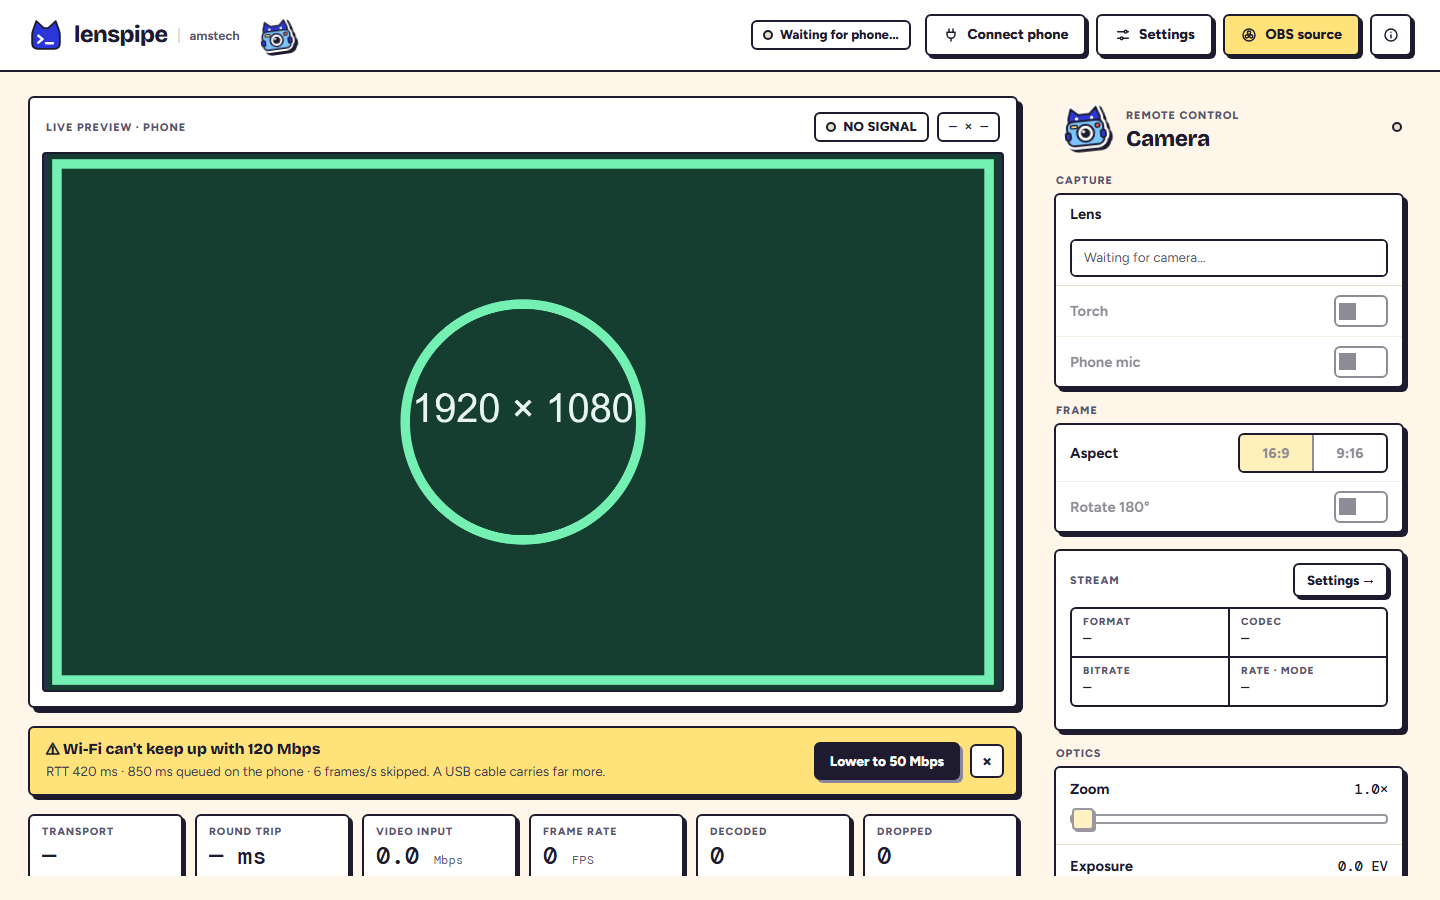 lenspipe
amstech
Waiting for phone...
Connect phone
Settings
OBS source
LIVE PREVIEW · PHONE
NO SIGNAL
— × —
1920 × 1080
⚠ Wi-Fi can't keep up with 120 Mbps
RTT 420 ms · 850 ms queued on the phone · 6 frames/s skipped. A USB cable carries far more.
Lower to 50 Mbps
×
TRANSPORT
—
ROUND TRIP
— ms
VIDEO INPUT
0.0 Mbps
FRAME RATE
0 FPS
DECODED
0
DROPPED
0
REMOTE CONTROL
Camera
CAPTURE
Lens
Waiting for camera...
Torch
Phone mic
FRAME
Aspect
16:9
9:16
Rotate 180°
STREAM
Settings →
FORMAT
—
CODEC
—
BITRATE
—
RATE · MODE
—
OPTICS
Zoom
1.0×
Exposure
0.0 EV